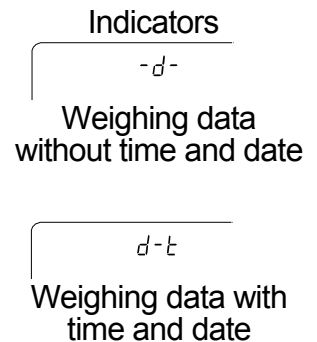 Indicators
-d-
Weighing data
without time and date
d-t
Weighing data with
time and date